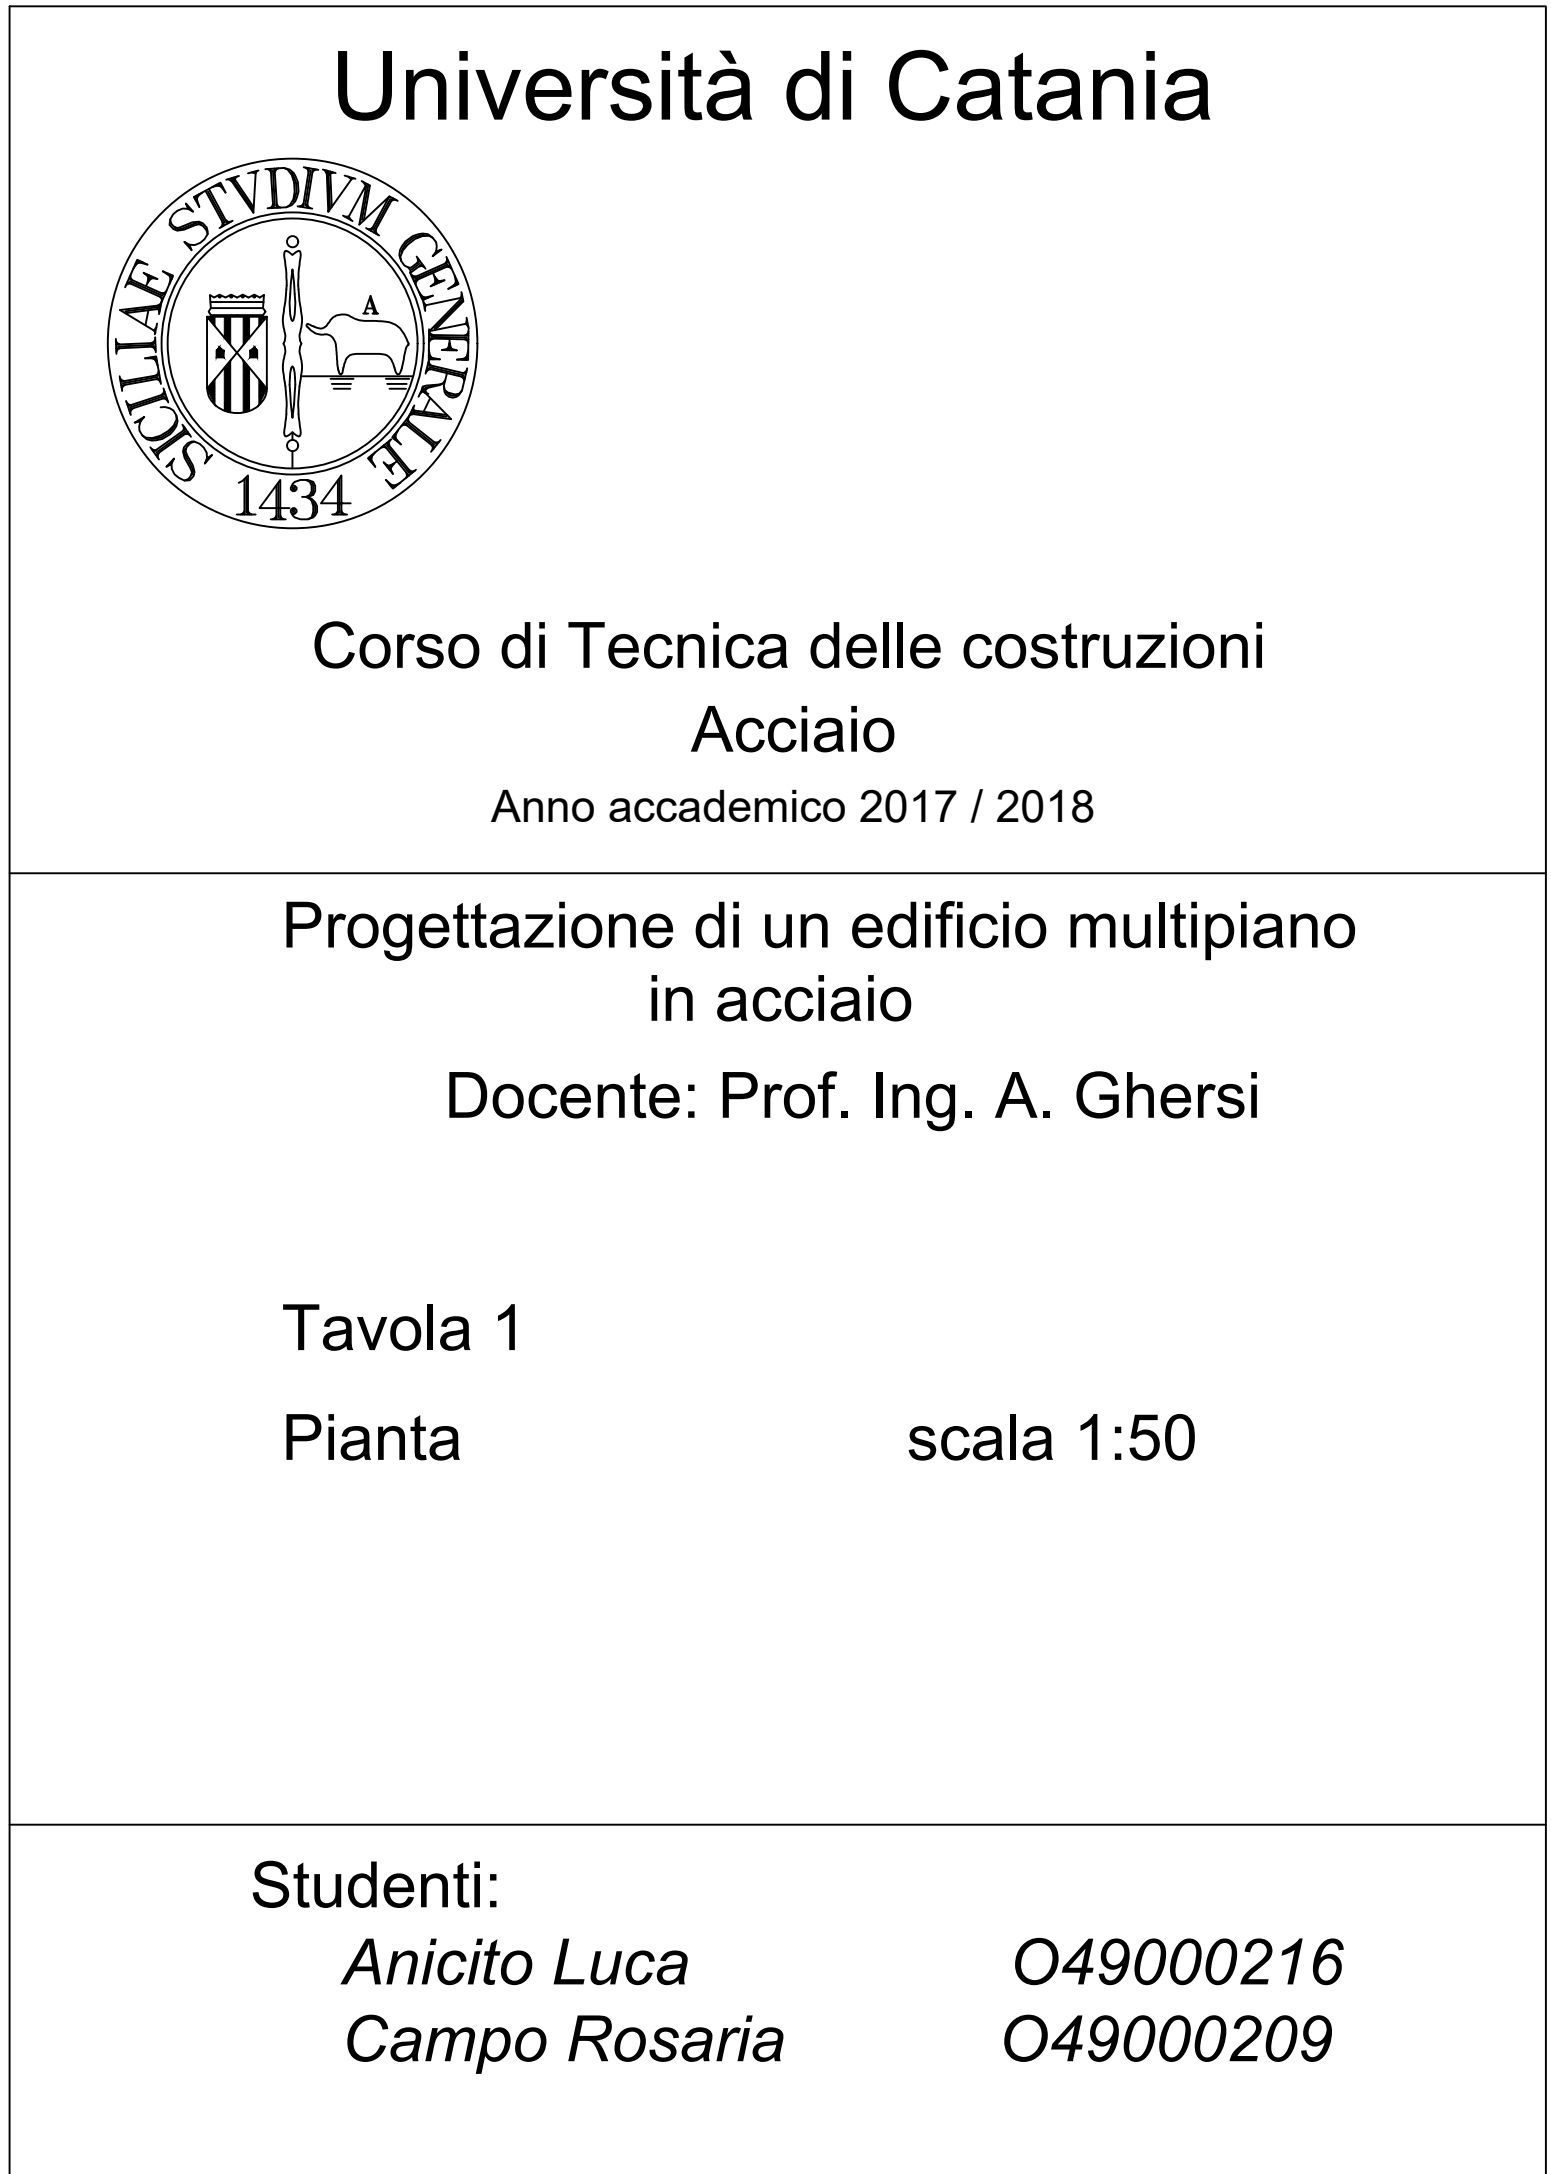 Università di Catania
SICILIAE STVDIVM GENERALE
A
1434
Corso di Tecnica delle costruzioni
Acciaio
Anno accademico 2017 / 2018
Progettazione di un edificio multipiano
in acciaio
Docente: Prof. Ing. A. Ghersi
Tavola 1
Pianta scala 1:50
Studenti:
Anicito Luca O49000216
Campo Rosaria O49000209